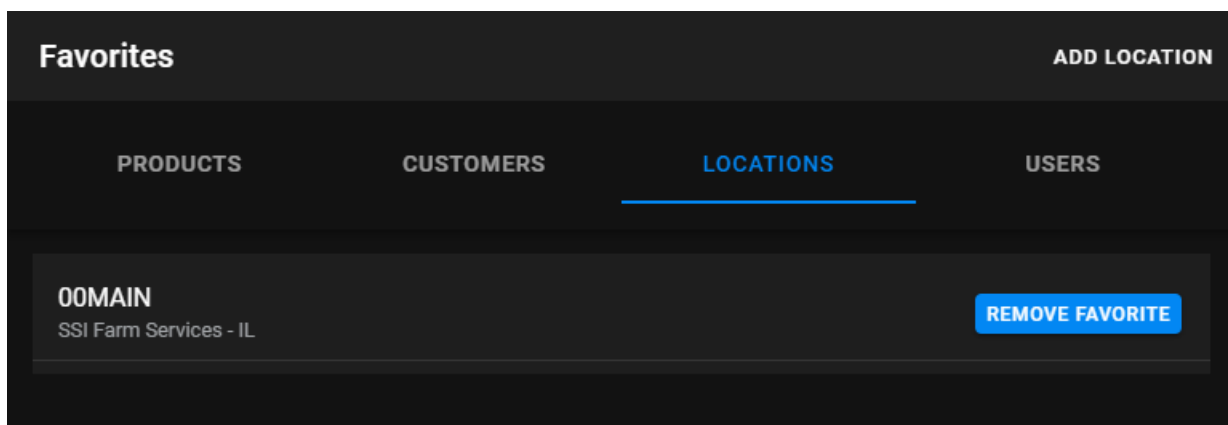 Favorites
ADD LOCATION
PRODUCTS
CUSTOMERS
LOCATIONS
USERS
00MAIN
SSI Farm Services - IL
REMOVE FAVORITE